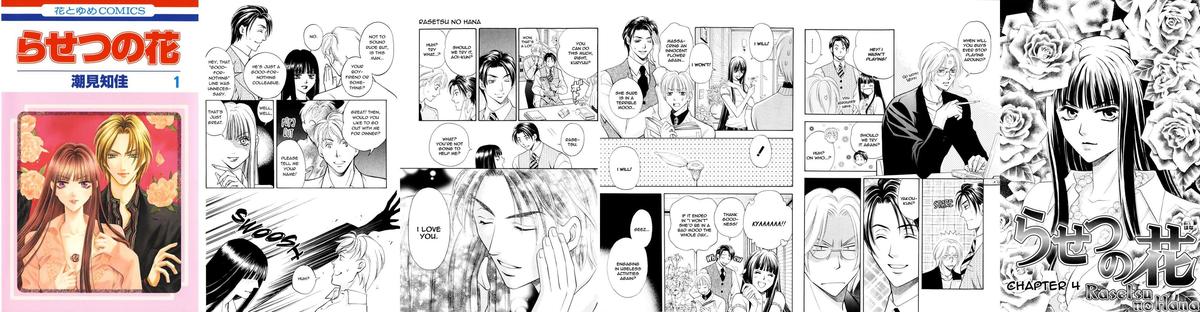 花とゆめCOMICS
らせつの花
潮見知佳 1
NOT TO
SOUND
RUDE BUT,
IS THIS
MAN...
NO.
HEY, THAT
"GOOD-
FOR-
NOTHING"
LINE WAS
UNNECES-
SARY.
HE'S JUST A
GOOD-FOR-
NOTHING
COLLEAGUE.
YOUR
BOY-
FRIEND OR
SOME-
THING?
THAT'S
JUST
GREAT.
WELL,
WELL.
GREAT! THEN,
WOULD YOU
LIKE TO GO
OUT WITH ME
FOR DINNER?
PLEASE
TELL ME
YOUR
NAME!
SWOOSH
HUH?
RASETSU NO HANA
HUH?
TRY
WHAT...?
SHOULD
WE TRY IT,
AOI-KUN?
WOW,
THAT'S
A LOT.
YOU CAN
DO THIS
MUCH,
RIGHT,
KURYUU?
WHAT?
YOU'RE NOT
GOING TO
HELP ME?
RASE-
TSU.
I LOVE
YOU.
MASSA-
CRING AN
INNOCENT
FLOWER
AGAIN...
I WILL!
I WON'T!
SHE SURE IS
IN A
TERRIBLE
MOOD...
I WILL!
!
GEEZ...
ENGAGING
IN USELESS
ACTIVITIES
AGAIN?
IF IT ENDED
IN "I WON'T"
SHE'D BE IN A
BAD MOOD THE
WHOLE DAY...
THANK
GOOD-
NESS!
KYAAAAAA!!
HEY! I
WASN'T
PLAYING!
WHEN WILL
YOU GUYS
EVER STOP
PLAYING
AROUND?
HUH?
ON WHO...?
SHOULD
WE TRY
IT AGAIN?
YAKOU-
KUN?
らせつの花
CHAPTER 4
Rasetsu
no Hana